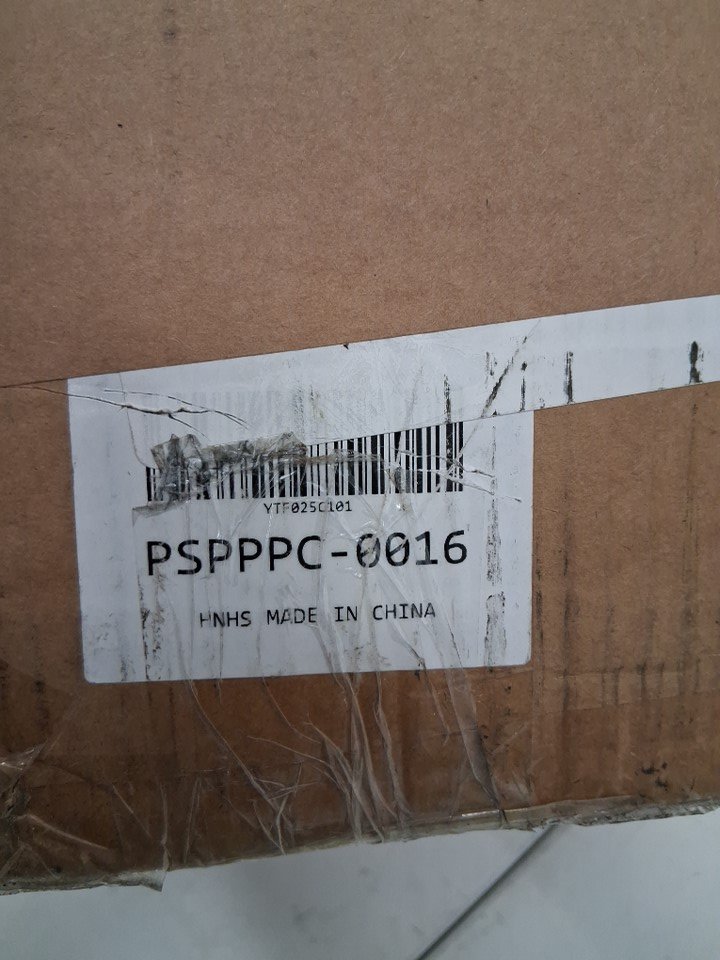 YTF025C101
PSPPPC-0016
HNHS MADE IN CHINA